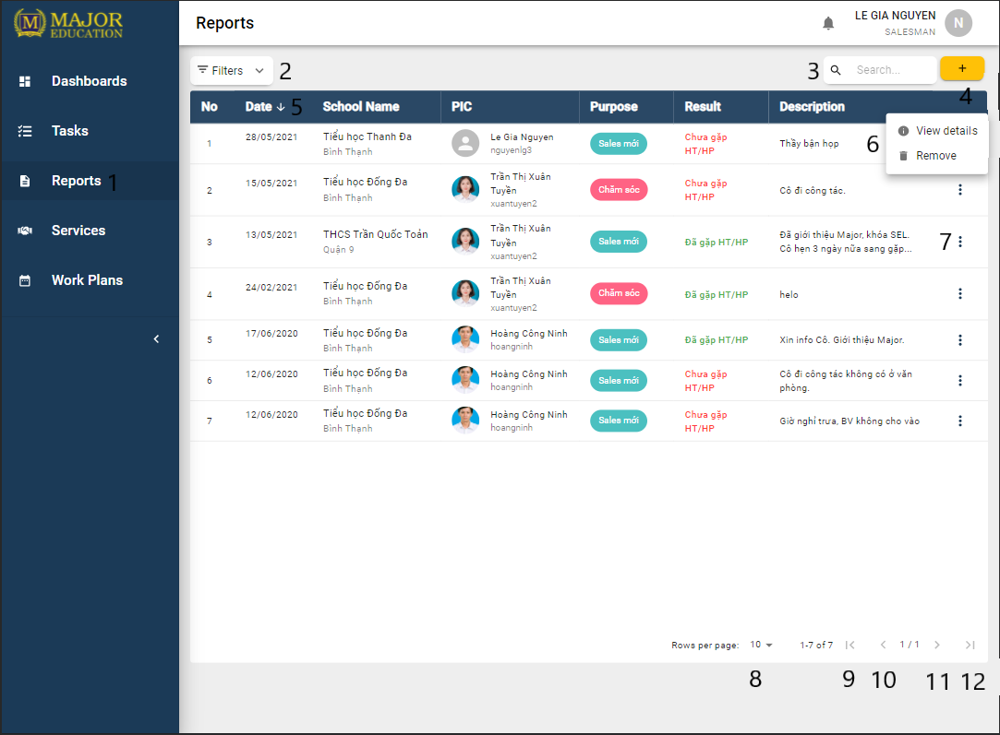 MAJOR
EDUCATION
Reports
LE GIA NGUYEN
SALESMAN
N
Dashboards
Tasks
Reports 1
Services
Work Plans
Filters 2
3 Search... +
4
No Date 5 School Name PIC Purpose Result Description
1 28/05/2021 Tiểu học Thanh Đa Bình Thạnh Le Gia Nguyen nguyenlg3 Sales mới Chưa gặp HT/HP Thầy bận họp
6 View details
Remove
2 15/05/2021 Tiểu học Đống Đa Bình Thạnh Trần Thị Xuân Tuyền xuantuyen2 Chăm sóc Chưa gặp HT/HP Cô đi công tác.
3 13/05/2021 THCS Trần Quốc Toản Quận 9 Trần Thị Xuân Tuyền xuantuyen2 Sales mới Đã gặp HT/HP Đã giới thiệu Major, khóa SEL. Cô hẹn 3 ngày nữa sang gặp... 7
4 24/02/2021 Tiểu học Đống Đa Bình Thạnh Trần Thị Xuân Tuyền xuantuyen2 Chăm sóc Đã gặp HT/HP helo
5 17/06/2020 Tiểu học Đống Đa Bình Thạnh Hoàng Công Ninh hoangninh Sales mới Đã gặp HT/HP Xin info Cô. Giới thiệu Major.
6 12/06/2020 Tiểu học Đống Đa Bình Thạnh Hoàng Công Ninh hoangninh Sales mới Chưa gặp HT/HP Cô đi công tác không có ở văn phòng.
7 12/06/2020 Tiểu học Đống Đa Bình Thạnh Hoàng Công Ninh hoangninh Sales mới Chưa gặp HT/HP Giờ nghỉ trưa, BV không cho vào
Rows per page: 10 1-7 of 7 1 / 1
8 9 10 11 12